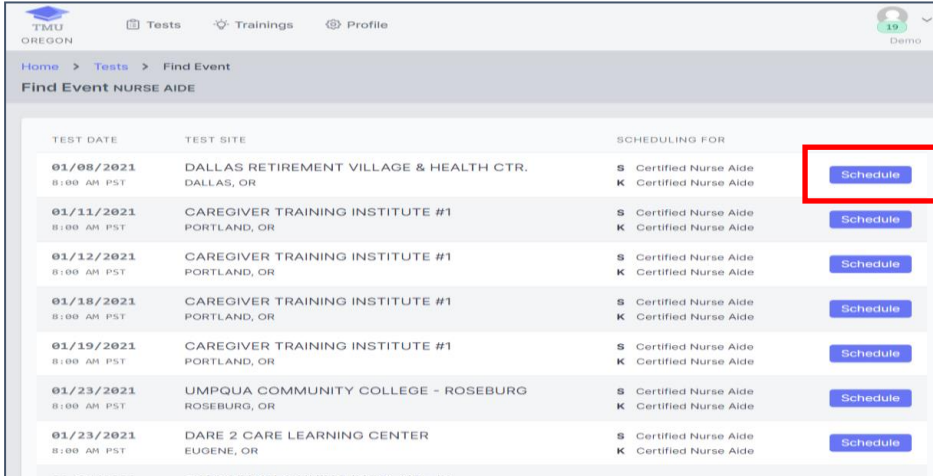 TMU
OREGON
Tests Trainings Profile
19
Demo
Home > Tests > Find Event
Find Event NURSE AIDE
TEST DATE TEST SITE SCHEDULING FOR
01/08/2021 DALLAS RETIREMENT VILLAGE & HEALTH CTR. S Certified Nurse Aide
8:00 AM PST DALLAS, OR K Certified Nurse Aide
Schedule
01/11/2021 CAREGIVER TRAINING INSTITUTE #1 S Certified Nurse Aide
8:00 AM PST PORTLAND, OR K Certified Nurse Aide
Schedule
01/12/2021 CAREGIVER TRAINING INSTITUTE #1 S Certified Nurse Aide
8:00 AM PST PORTLAND, OR K Certified Nurse Aide
Schedule
01/18/2021 CAREGIVER TRAINING INSTITUTE #1 S Certified Nurse Aide
8:00 AM PST PORTLAND, OR K Certified Nurse Aide
Schedule
01/19/2021 CAREGIVER TRAINING INSTITUTE #1 S Certified Nurse Aide
8:00 AM PST PORTLAND, OR K Certified Nurse Aide
Schedule
01/23/2021 UMPQUA COMMUNITY COLLEGE - ROSEBURG S Certified Nurse Aide
8:00 AM PST ROSEBURG, OR K Certified Nurse Aide
Schedule
01/23/2021 DARE 2 CARE LEARNING CENTER S Certified Nurse Aide
8:00 AM PST EUGENE, OR K Certified Nurse Aide
Schedule